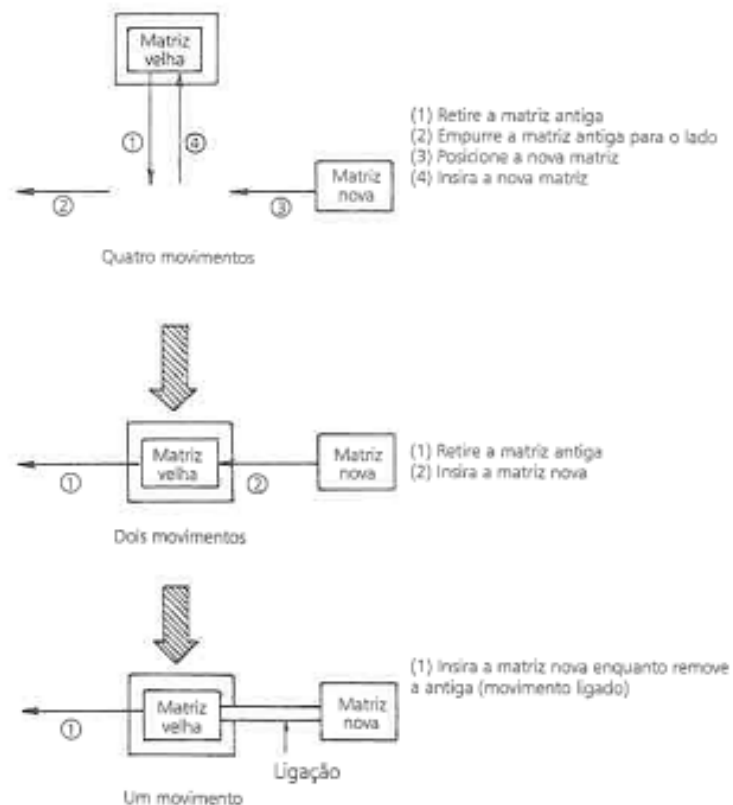 Matriz
velha
①
④
(1) Retire a matriz antiga
(2) Empurre a matriz antiga para o lado
(3) Posicione a nova matriz
(4) Insira a nova matriz
②
③
Matriz
nova
Quatro movimentos
Matriz
velha
Matriz
nova
①
②
(1) Retire a matriz antiga
(2) Insira a matriz nova
Dois movimentos
(1) Insira a matriz nova enquanto remove
a antiga (movimento ligado)
Matriz
velha
Matriz
nova
①
Ligação
Um movimento